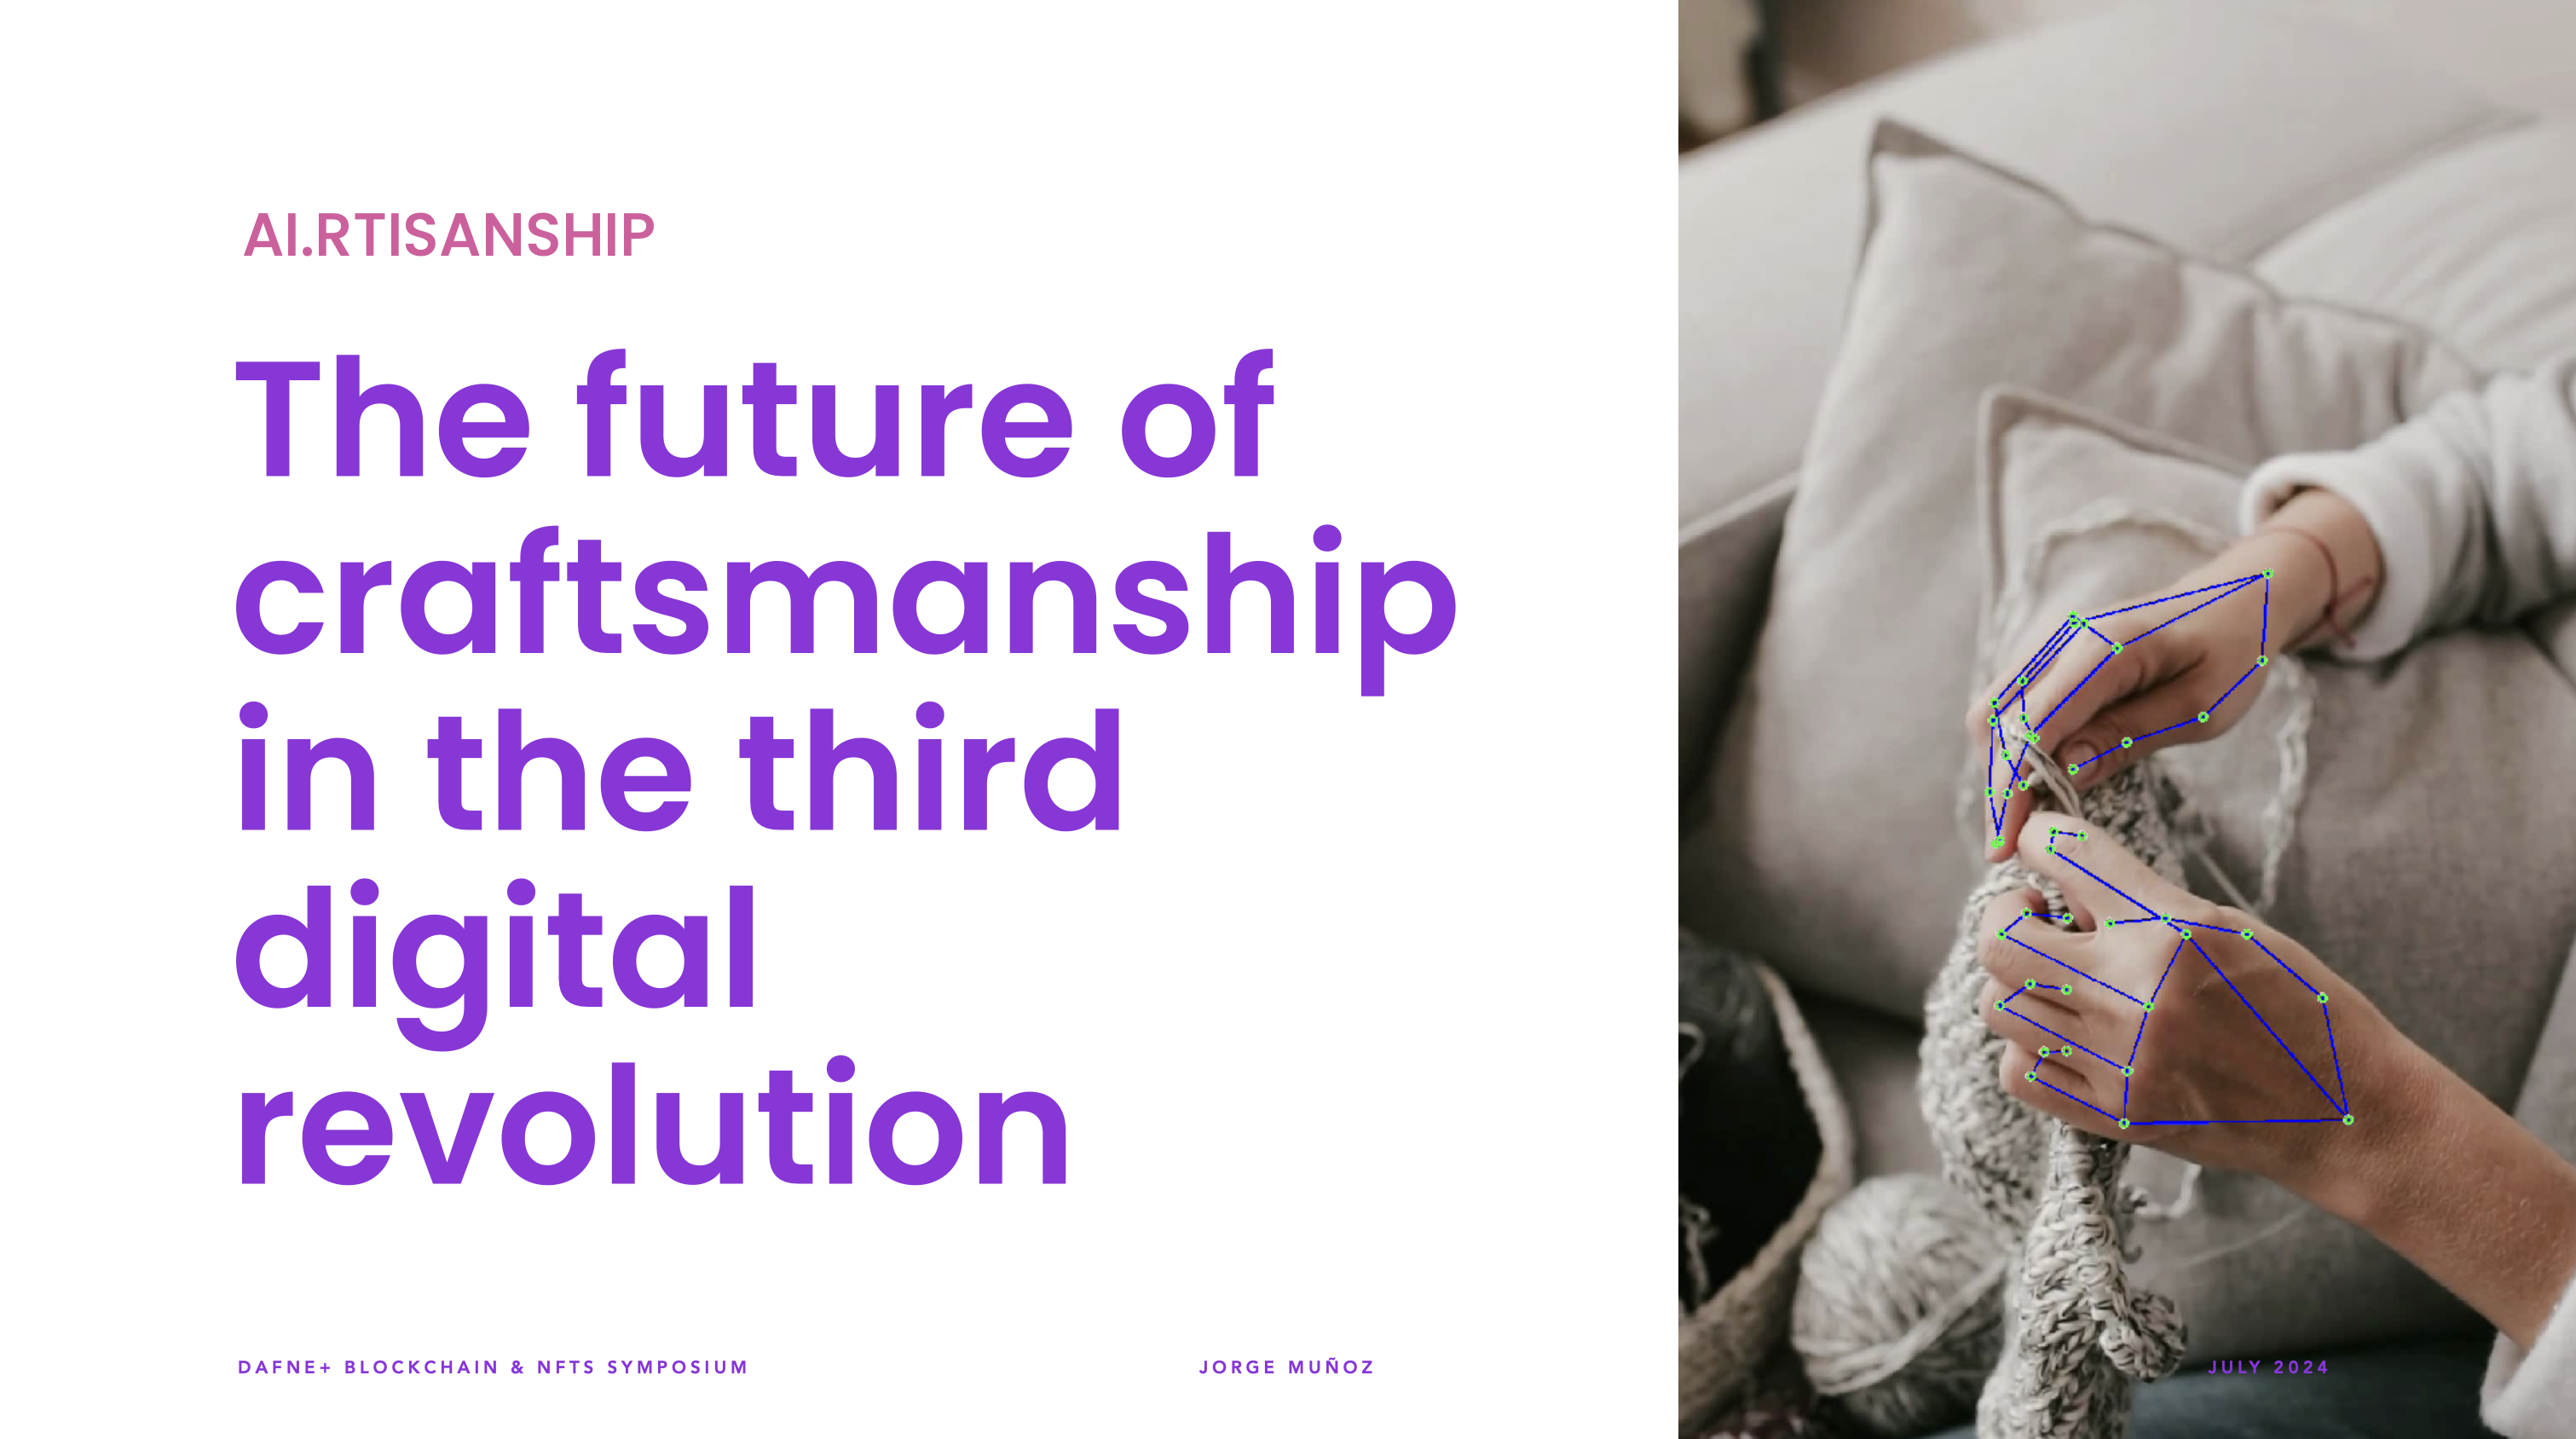 AI.RTISANSHIP
The future of
craftsmanship
in the third
digital
revolution
DAFNE+ BLOCKCHAIN & NFTS SYMPOSIUM
JORGE MUÑOZ
JULY 2024